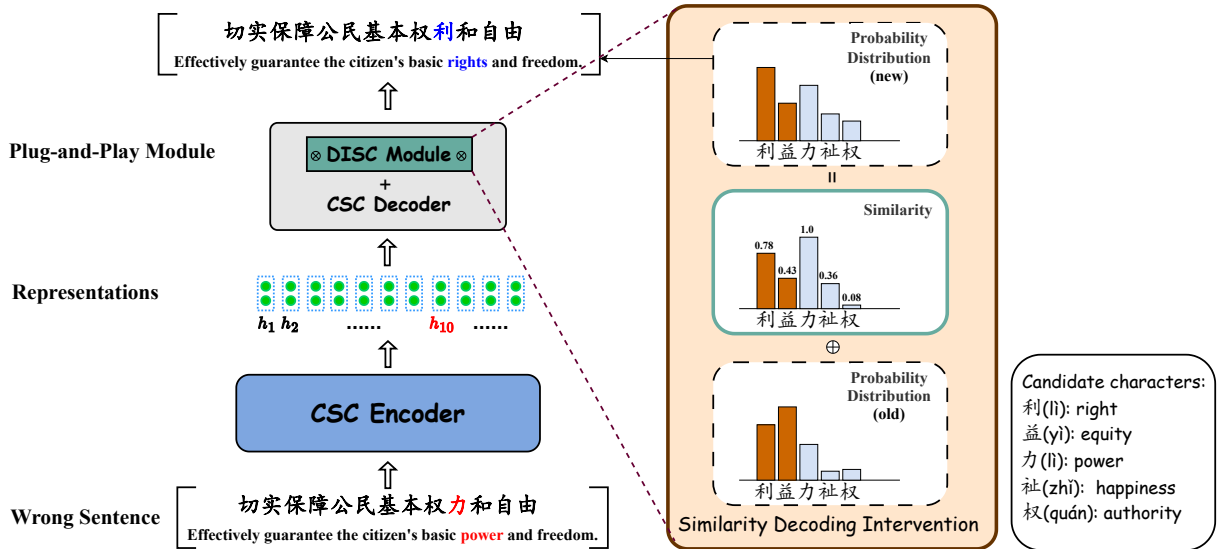 切实保障公民基本权利和自由
Effectively guarantee the citizen's basic rights and freedom.
Plug-and-Play Module
⊗ DISC Module ⊗
+
CSC Decoder
Representations
h1 h2 ...... h10 ......
CSC Encoder
Wrong Sentence
切实保障公民基本权力和自由
Effectively guarantee the citizen's basic power and freedom.
Probability
Distribution
(new)
利益力祉权
=
Similarity
0.78 0.43 1.0 0.36 0.08
利益力祉权
⊕
Probability
Distribution
(old)
利益力祉权
Similarity Decoding Intervention
Candidate characters:
利(lì): right
益(yì): equity
力(lì): power
祉(zhǐ): happiness
权(quán): authority